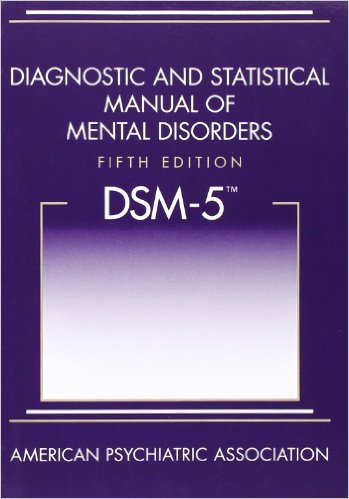 DIAGNOSTIC AND STATISTICAL
MANUAL OF
MENTAL DISORDERS
FIFTH EDITION
DSM-5™
AMERICAN PSYCHIATRIC ASSOCIATION